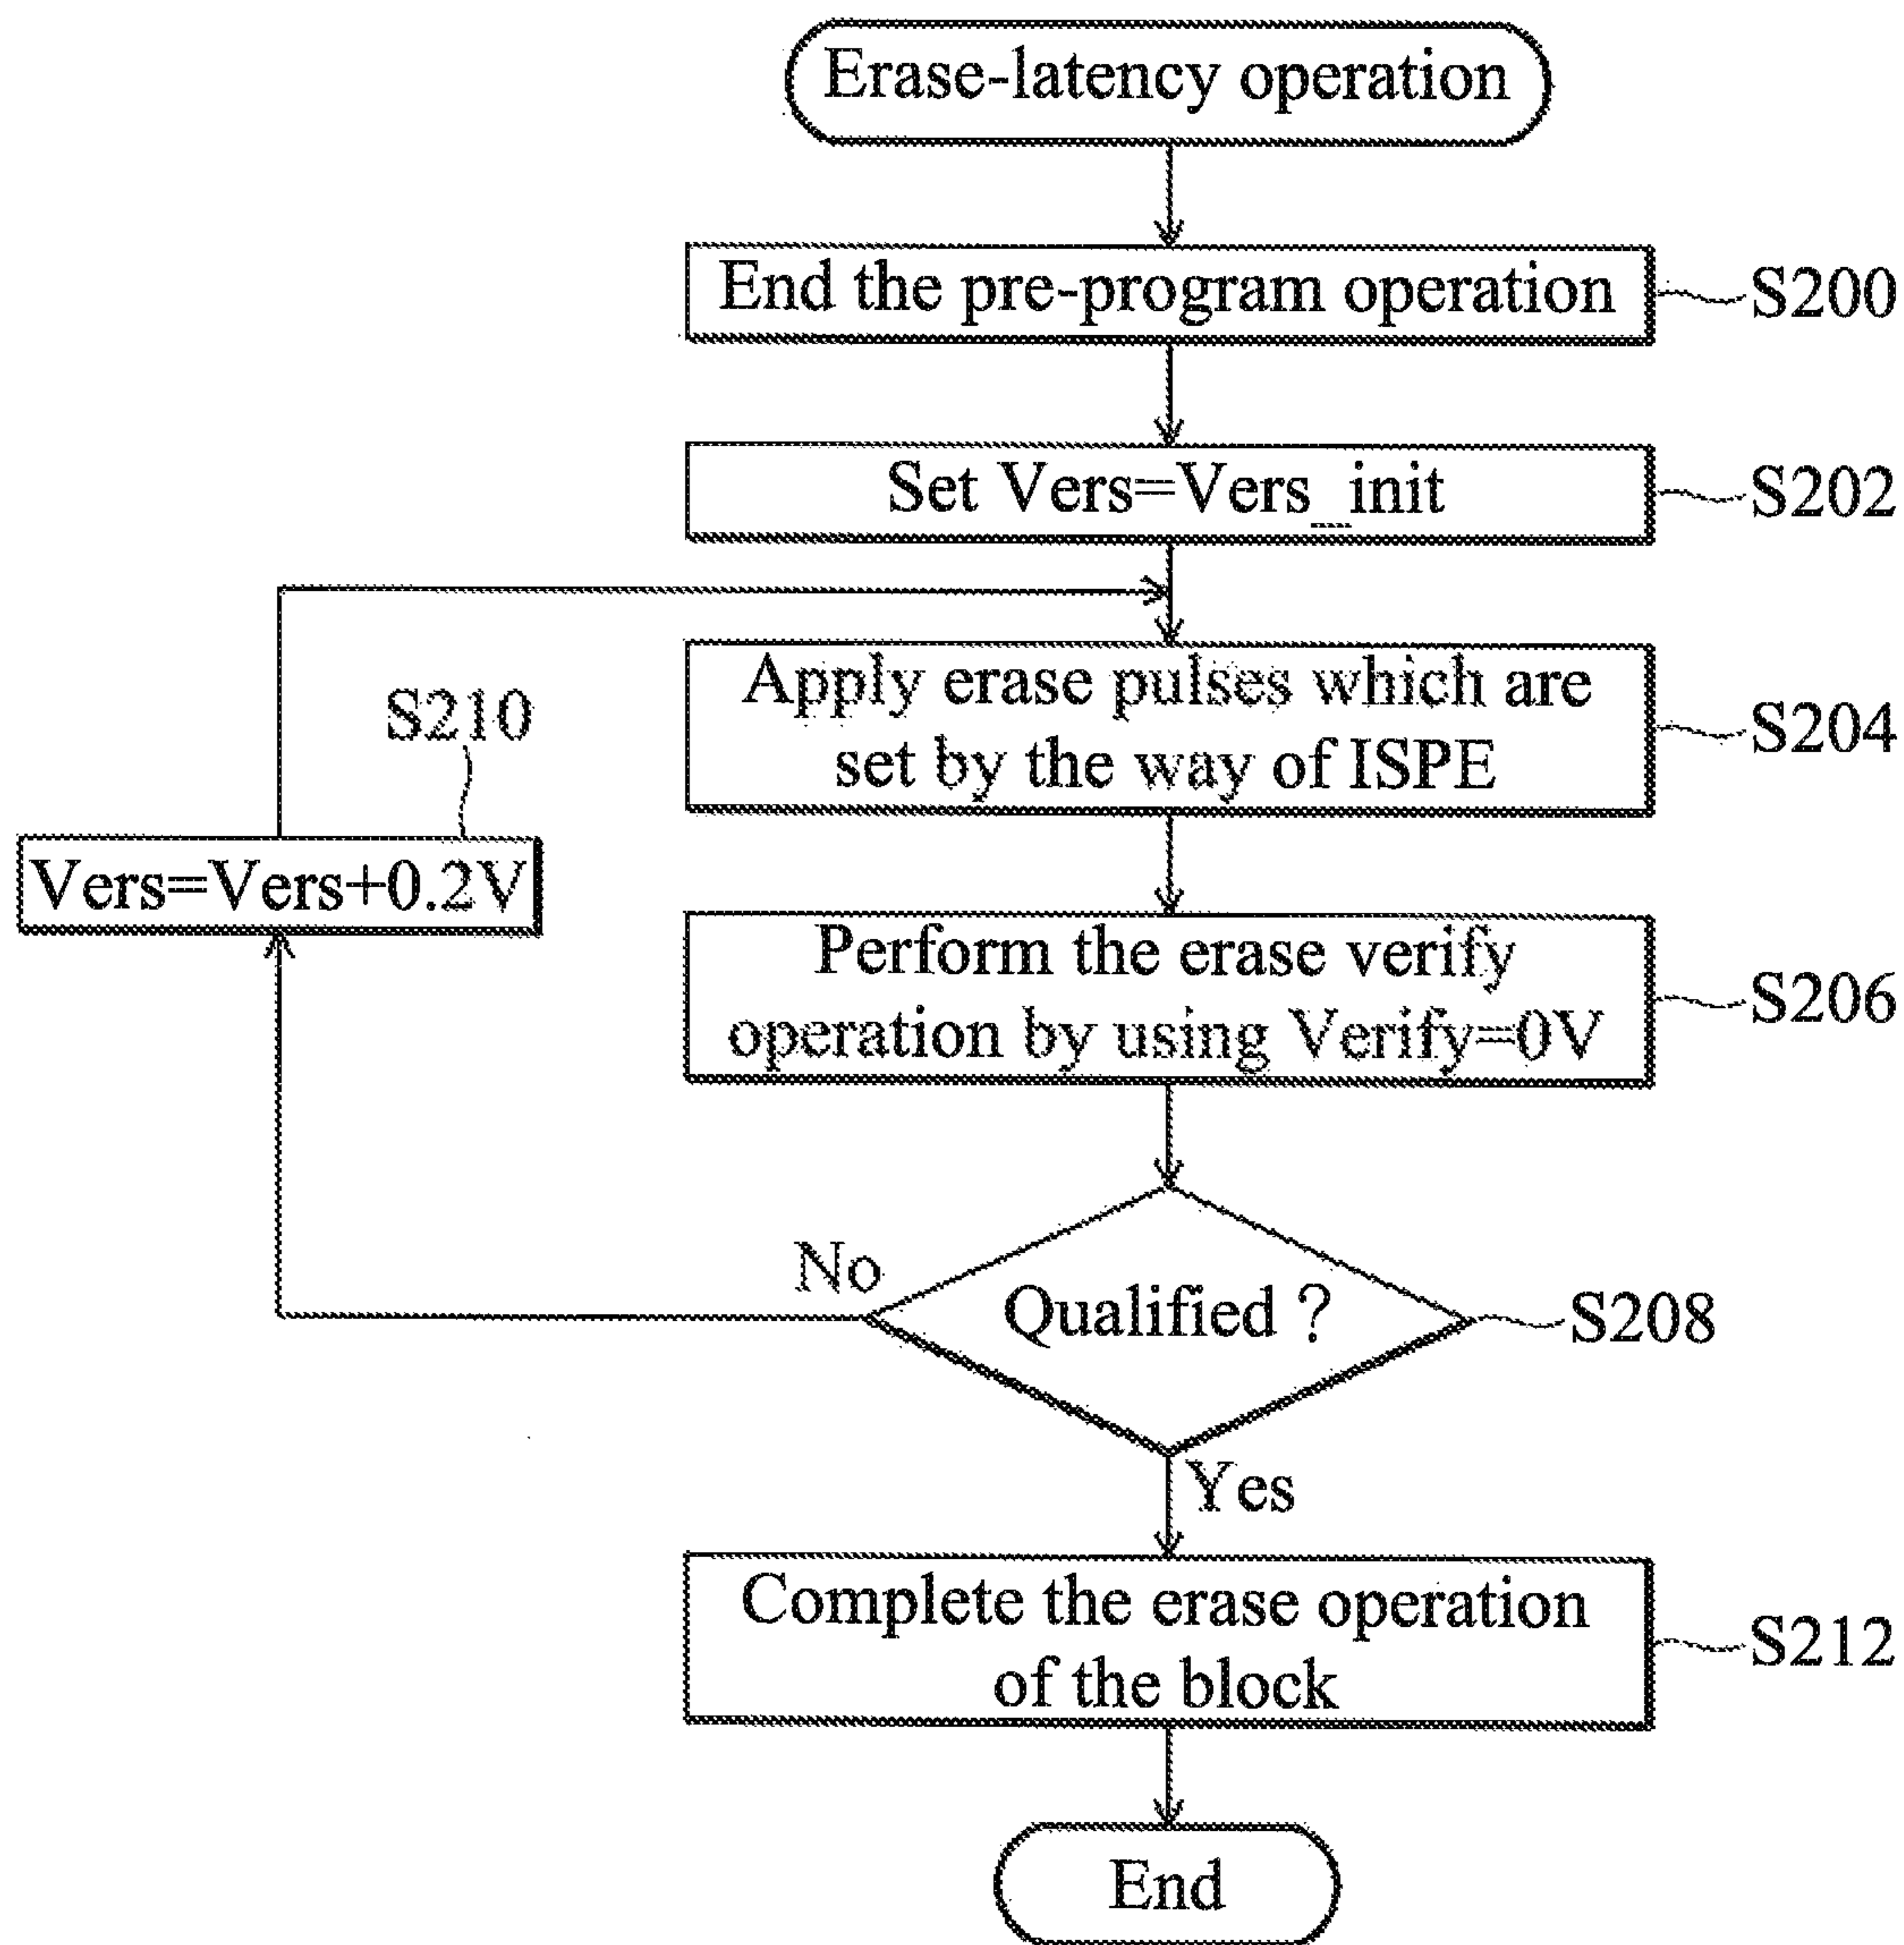 Erase-latency operation
End the pre-program operation
S200
Set Vers=Vers_init
S202
Apply erase pulses which are
set by the way of ISPE
S204
S210
Vers=Vers+0.2V
Perform the erase verify
operation by using Verify=0V
S206
No
Qualified ?
S208
Yes
Complete the erase operation
of the block
S212
End